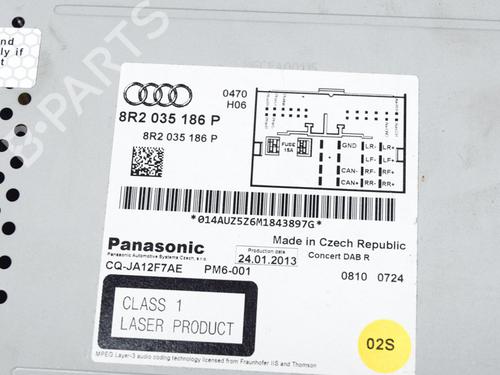 nd
ly if
0470
H06
8R2 035 186 P
8R2 035 186 P
FUSE
15A
GND LR- LR+
LF- LF+
CAN- RF- RF+
CAN+ RR- RR+
*014AUZ5Z6M1843897G*
Panasonic
Panasonic Automotive Systems Czech, s.r.o.
CQ-JA12F7AE PM6-001
Production date
24.01.2013
Made in Czech Republic
Concert DAB R
0810 0724
CLASS 1
LASER PRODUCT
02S
MPEG Layer-3 audio coding technology licensed from Fraunhofer IIS and Thomson